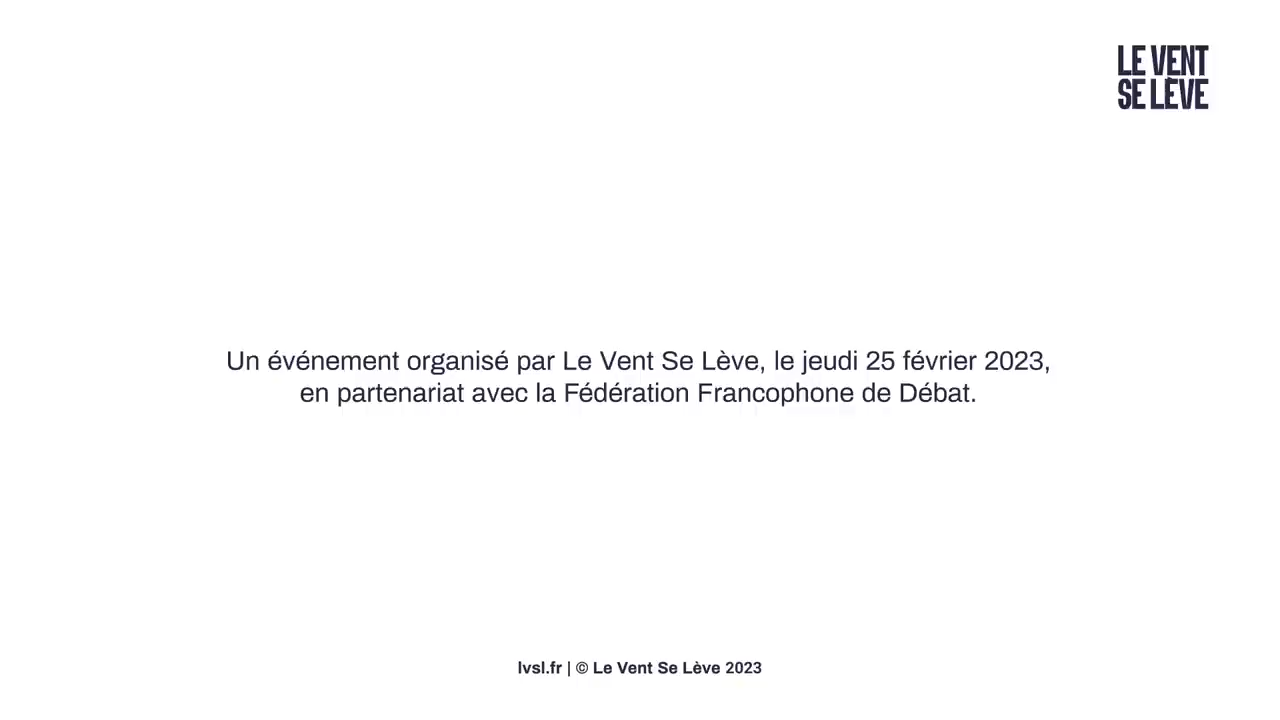 LE VENT
SE LÈVE
Un événement organisé par Le Vent Se Lève, le jeudi 25 février 2023,
en partenariat avec la Fédération Francophone de Débat.
lvsl.fr | © Le Vent Se Lève 2023